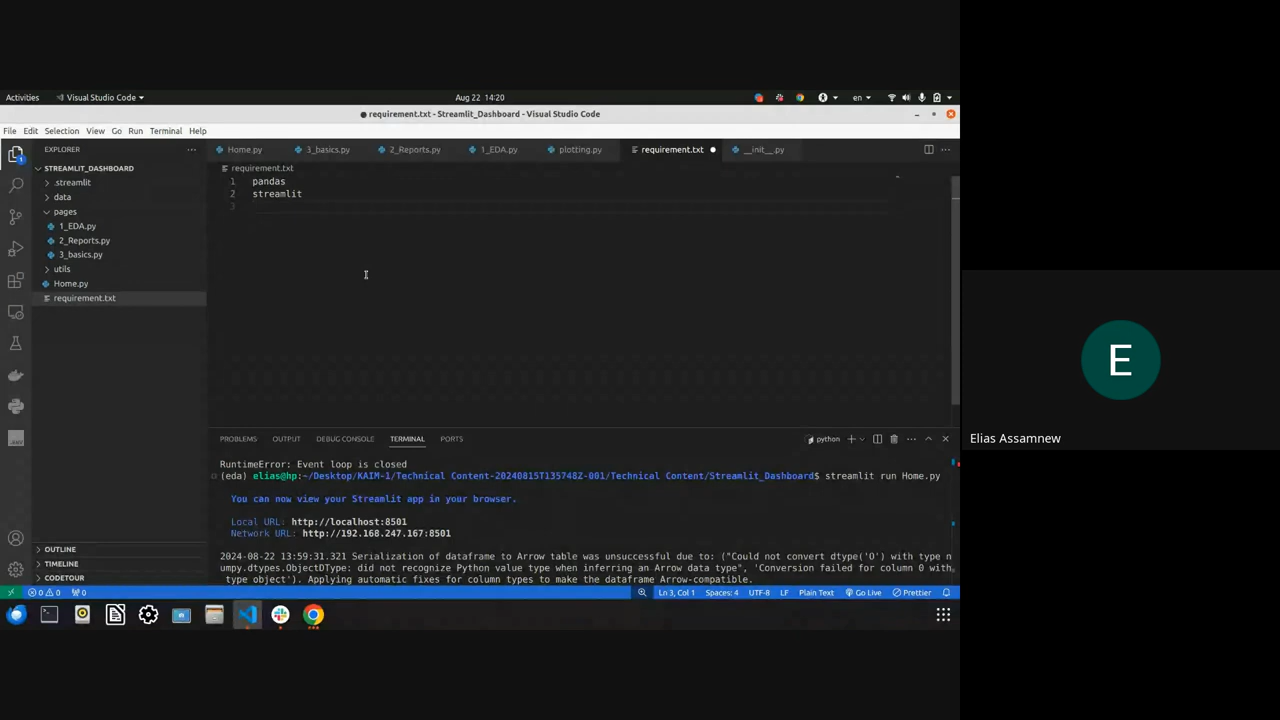 Activities
Visual Studio Code
Aug 22 14:20
en
requirement.txt - Streamlit_Dashboard - Visual Studio Code
File Edit Selection View Go Run Terminal Help
EXPLORER
Home.py 3_basics.py 2_Reports.py 1_EDA.py plotting.py requirement.txt __init__.py
STREAMLIT_DASHBOARD
.streamlit
data
pages
1_EDA.py
2_Reports.py
3_basics.py
utils
Home.py
requirement.txt
OUTLINE
TIMELINE
CODETOUR
requirement.txt
1 pandas
2 streamlit
3
PROBLEMS OUTPUT DEBUG CONSOLE TERMINAL PORTS
python
RuntimeError: Event loop is closed
(eda) elias@hp:~/Desktop/KAIM-1/Technical Content-20240815T135748Z-001/Technical Content/Streamlit_Dashboard$ streamlit run Home.py
You can now view your Streamlit app in your browser.
Local URL: http://localhost:8501
Network URL: http://192.168.247.167:8501
2024-08-22 13:59:31.321 Serialization of dataframe to Arrow table was unsuccessful due to: ("Could not convert dtype('O') with type n
umpy.dtypes.ObjectDType: did not recognize Python value type when inferring an Arrow data type", 'Conversion failed for column 0 with
type object'). Applying automatic fixes for column types to make the dataframe Arrow-compatible.
0 0 0 Ln 3, Col 1 Spaces: 4 UTF-8 LF Plain Text Go Live Prettier
E
Elias Assamnew